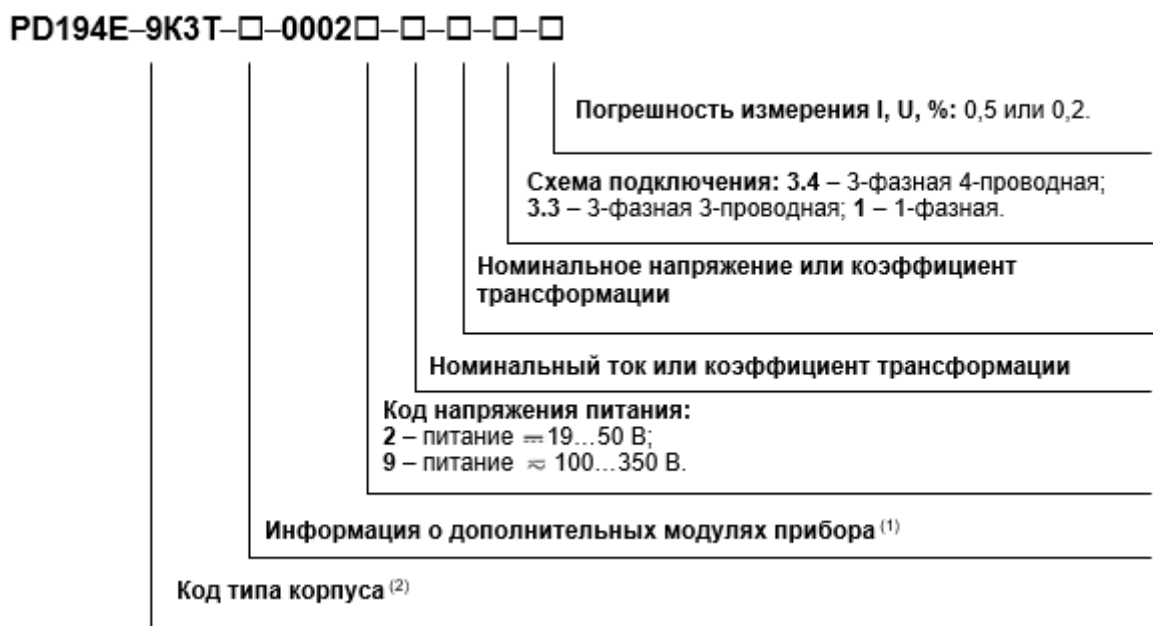 PD194E–9К3Т–□–0002□–□–□–□–□
Погрешность измерения I, U, %: 0,5 или 0,2.
Схема подключения: 3.4 – 3-фазная 4-проводная;
3.3 – 3-фазная 3-проводная; 1 – 1-фазная.
Номинальное напряжение или коэффициент
трансформации
Номинальный ток или коэффициент трансформации
Код напряжения питания:
2 – питание ⎓ 19...50 В;
9 – питание ≂ 100...350 В.
Информация о дополнительных модулях прибора (1)
Код типа корпуса (2)